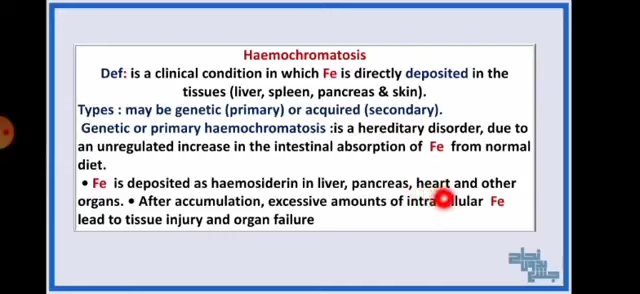 Haemochromatosis
Def: is a clinical condition in which Fe is directly deposited in the
tissues (liver, spleen, pancreas & skin).
Types : may be genetic (primary) or acquired (secondary).
Genetic or primary haemochromatosis :is a hereditary disorder, due to
an unregulated increase in the intestinal absorption of Fe from normal
diet.
• Fe is deposited as haemosiderin in liver, pancreas, heart and other
organs. • After accumulation, excessive amounts of intracellular Fe
lead to tissue injury and organ failure